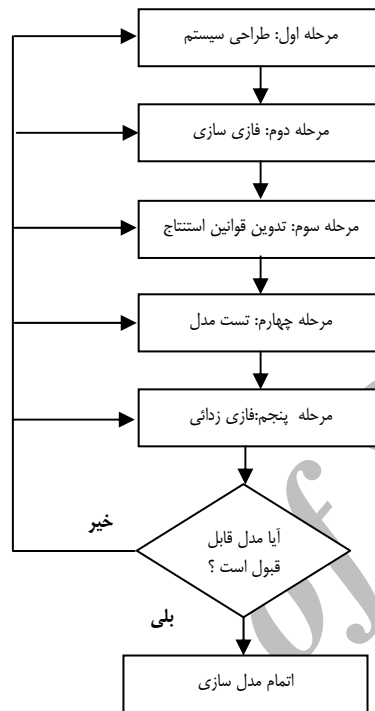 مرحله اول: طراحی سیستم
مرحله دوم: فازی سازی
مرحله سوم: تدوین قوانین استنتاج
مرحله چهارم: تست مدل
مرحله پنجم:فازی زدائی
آیا مدل قابل
قبول است ؟
خیر
بلی
اتمام مدل سازی
of